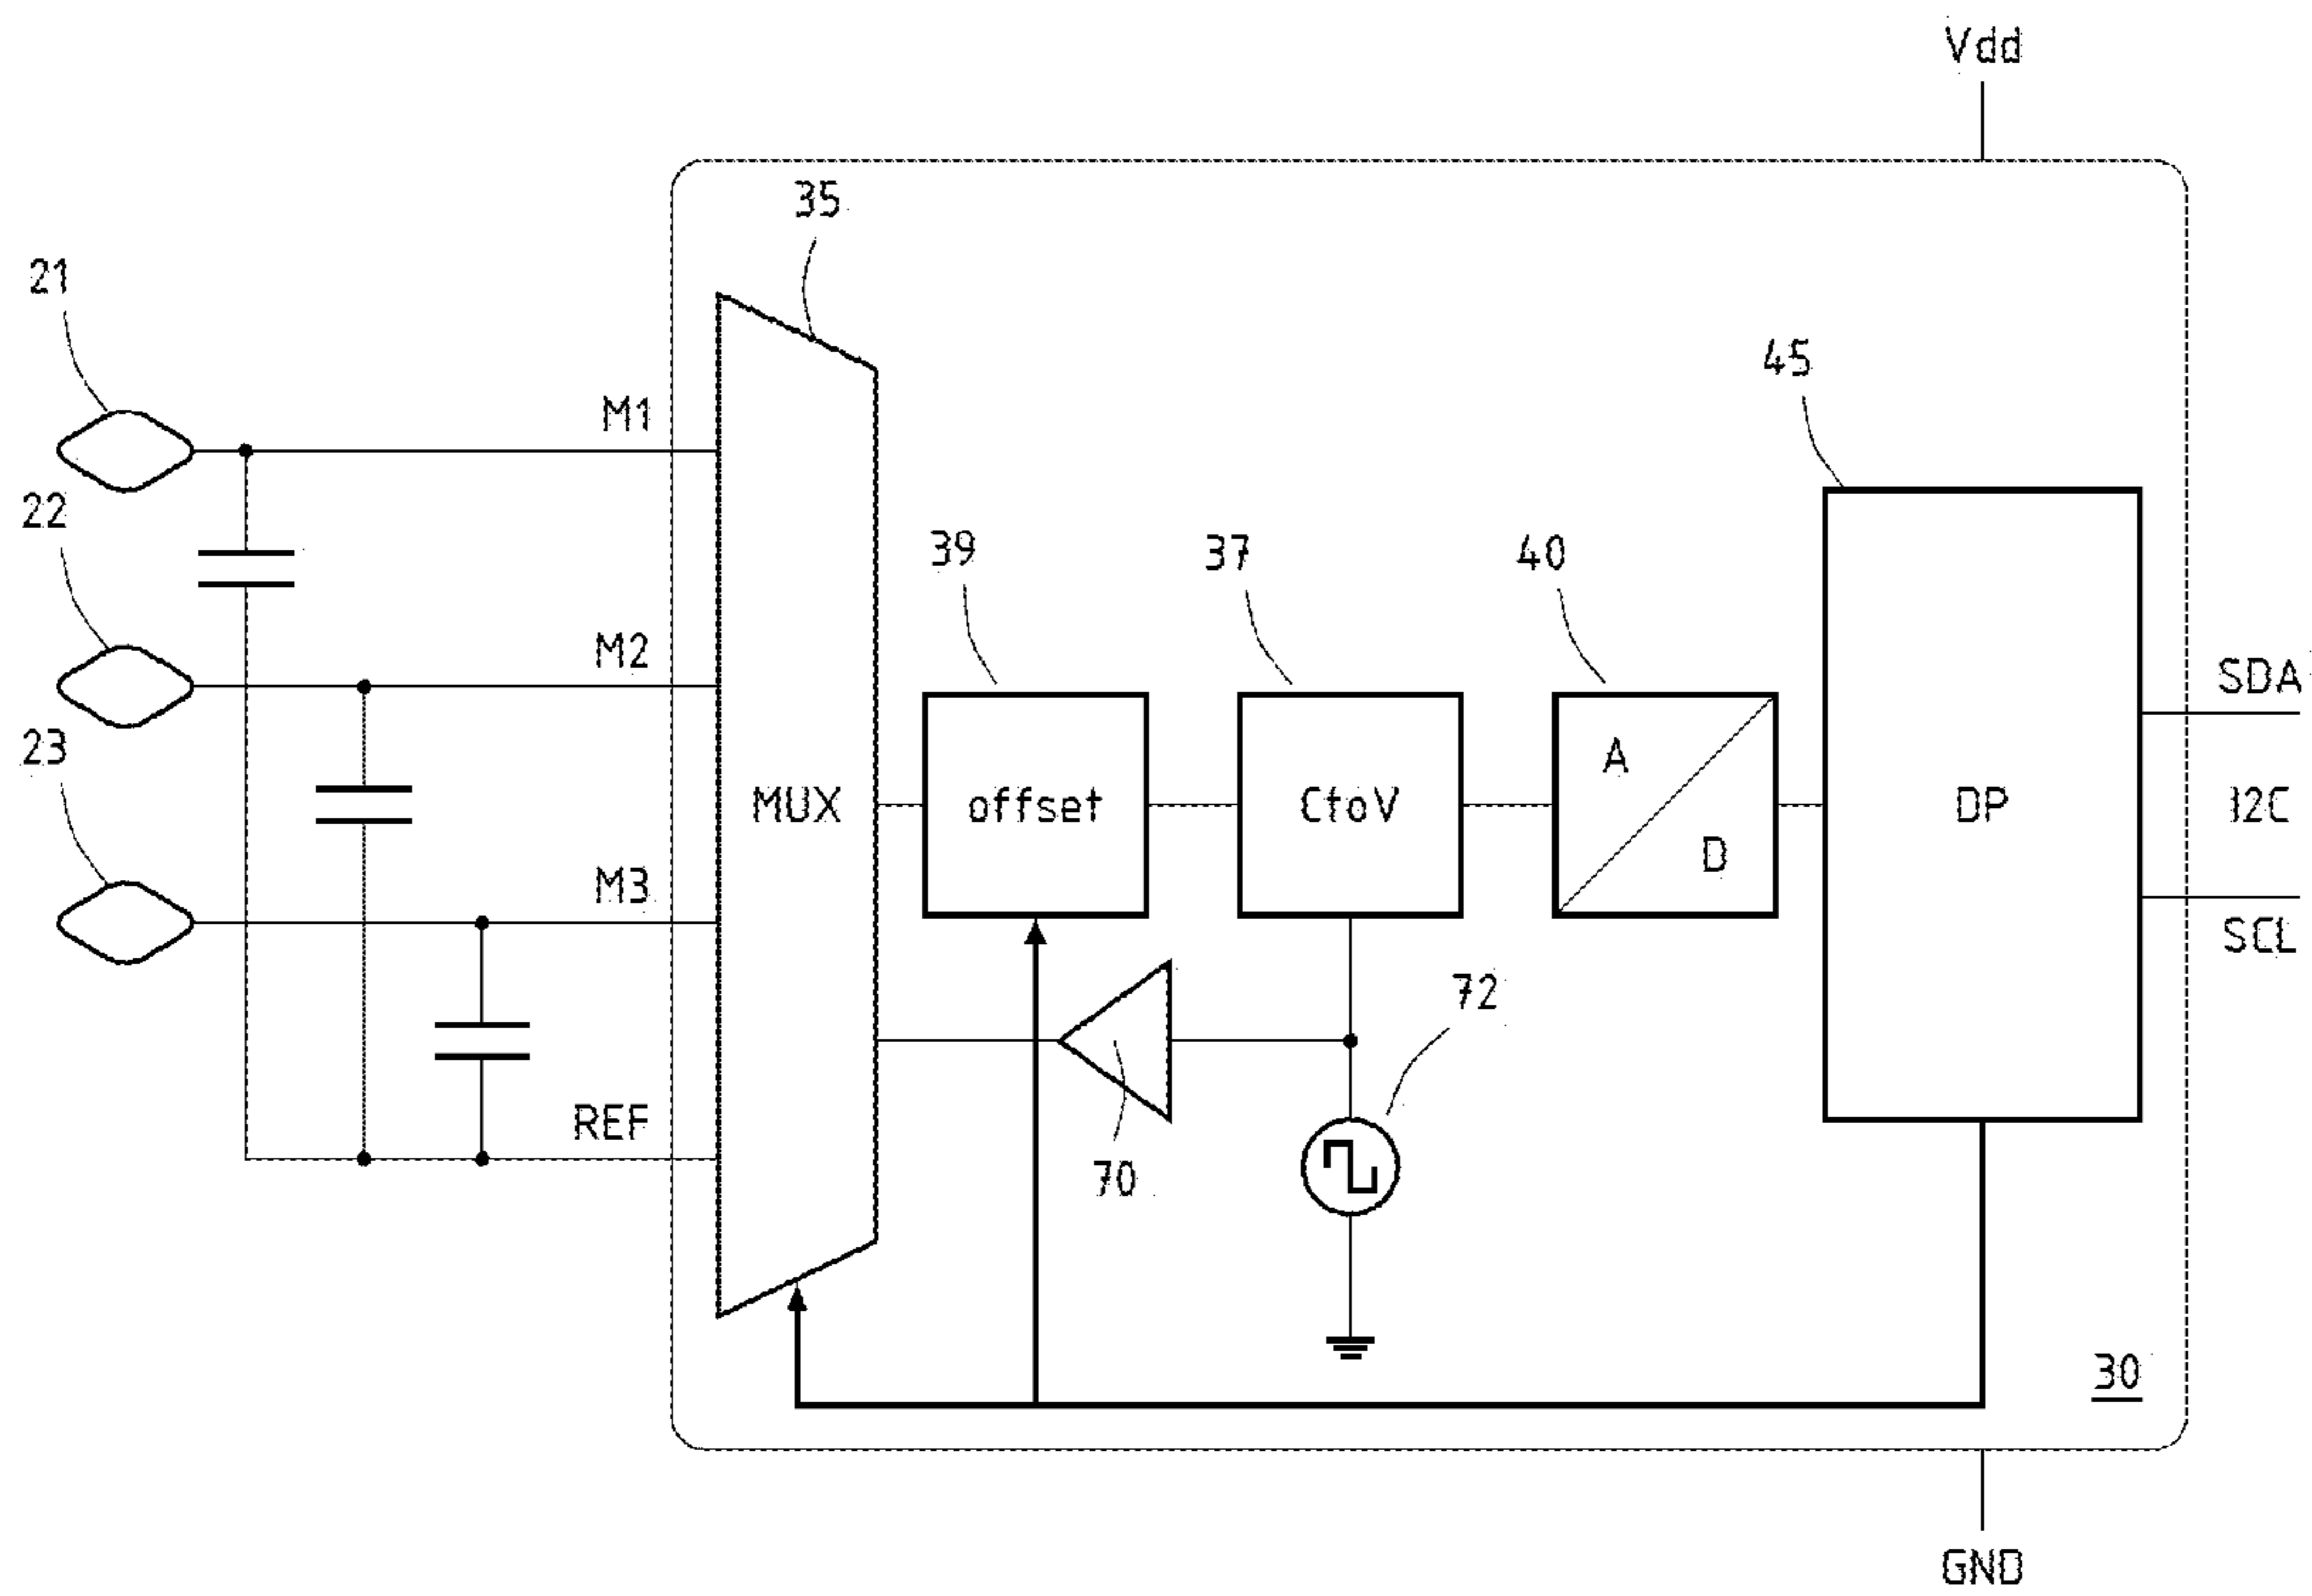 Vdd
35
21
45
M1
22
39
37
40
M2
SDA
23
MUX
offset
CtoV
A
D
DP
I2C
M3
SCL
72
REF
70
30
GND